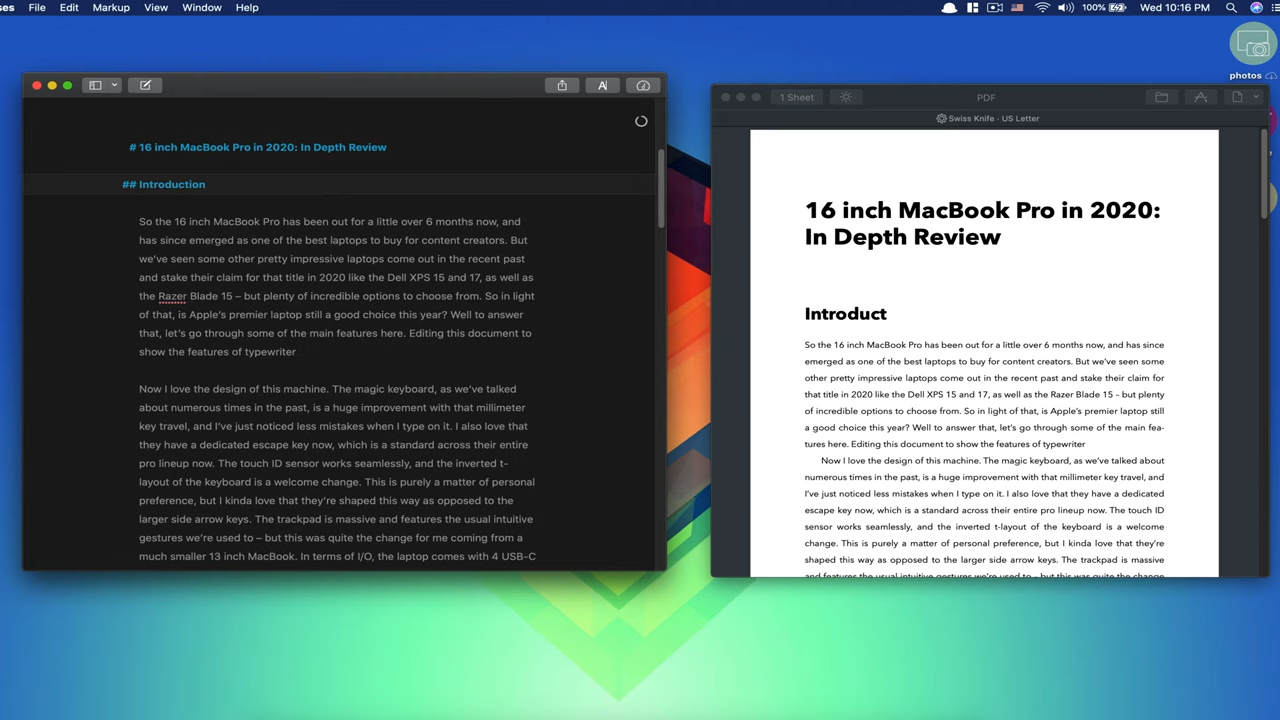 ses File Edit Markup View Window Help
100% Wed 10:16 PM
photos
# 16 inch MacBook Pro in 2020: In Depth Review
## Introduction
So the 16 inch MacBook Pro has been out for a little over 6 months now, and
has since emerged as one of the best laptops to buy for content creators. But
we've seen some other pretty impressive laptops come out in the recent past
and stake their claim for that title in 2020 like the Dell XPS 15 and 17, as well as
the Razer Blade 15 – but plenty of incredible options to choose from. So in light
of that, is Apple's premier laptop still a good choice this year? Well to answer
that, let's go through some of the main features here. Editing this document to
show the features of typewriter
Now I love the design of this machine. The magic keyboard, as we've talked
about numerous times in the past, is a huge improvement with that millimeter
key travel, and I've just noticed less mistakes when I type on it. I also love that
they have a dedicated escape key now, which is a standard across their entire
pro lineup now. The touch ID sensor works seamlessly, and the inverted t-
layout of the keyboard is a welcome change. This is purely a matter of personal
preference, but I kinda love that they're shaped this way as opposed to the
larger side arrow keys. The trackpad is massive and features the usual intuitive
gestures we're used to – but this was quite the change for me coming from a
much smaller 13 inch MacBook. In terms of I/O, the laptop comes with 4 USB-C
1 Sheet
PDF
Swiss Knife - US Letter
16 inch MacBook Pro in 2020:
In Depth Review
Introduct
So the 16 inch MacBook Pro has been out for a little over 6 months now, and has since
emerged as one of the best laptops to buy for content creators. But we've seen some
other pretty impressive laptops come out in the recent past and stake their claim for
that title in 2020 like the Dell XPS 15 and 17, as well as the Razer Blade 15 – but plenty
of incredible options to choose from. So in light of that, is Apple's premier laptop still
a good choice this year? Well to answer that, let's go through some of the main fea-
tures here. Editing this document to show the features of typewriter
Now I love the design of this machine. The magic keyboard, as we've talked about
numerous times in the past, is a huge improvement with that millimeter key travel, and
I've just noticed less mistakes when I type on it. I also love that they have a dedicated
escape key now, which is a standard across their entire pro lineup now. The touch ID
sensor works seamlessly, and the inverted t-layout of the keyboard is a welcome
change. This is purely a matter of personal preference, but I kinda love that they're
shaped this way as opposed to the larger side arrow keys. The trackpad is massive
and features the usual intuitive gestures we're used to – but this was quite the change